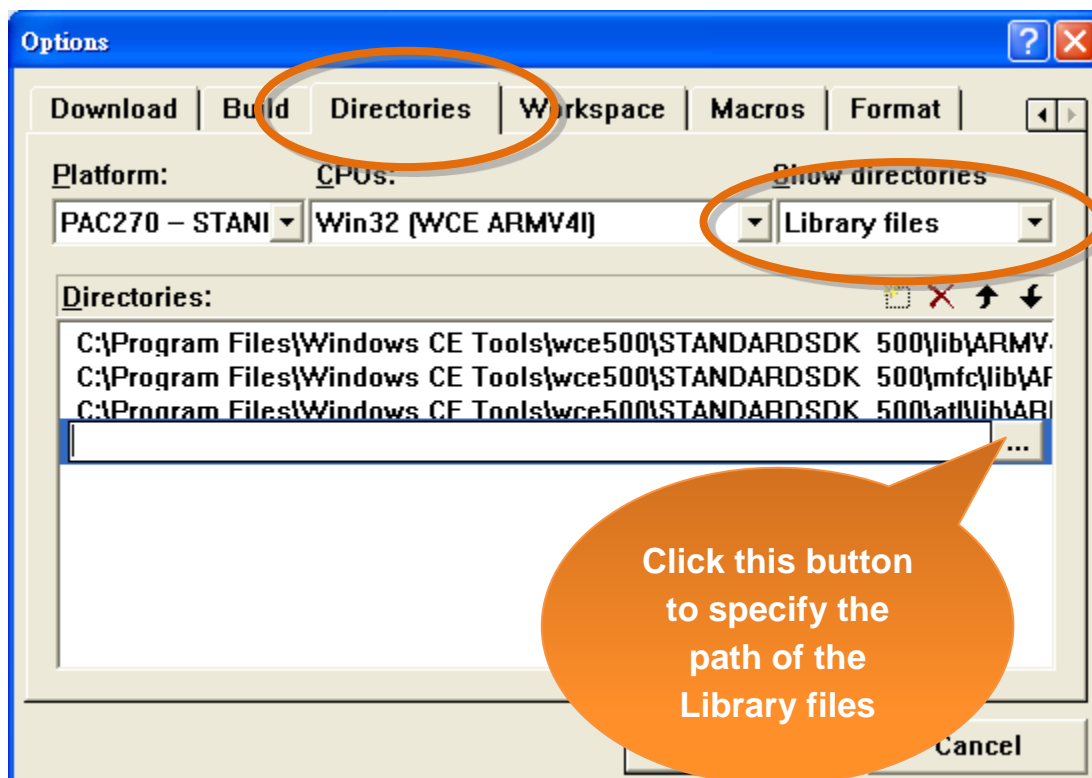 Options
Download Build Directories Workspace Macros Format
Platform: CPUs: Show directories
PAC270 – STANI Win32 (WCE ARMV4I) Library files
Directories:
C:\Program Files\Windows CE Tools\wce500\STANDARDSDK_500\lib\ARMV
C:\Program Files\Windows CE Tools\wce500\STANDARDSDK_500\mfc\lib\AF
C:\Program Files\Windows CE Tools\wce500\STANDARDSDK_500\atl\lib\ARI
...
Click this button
to specify the
path of the
Library files
Cancel